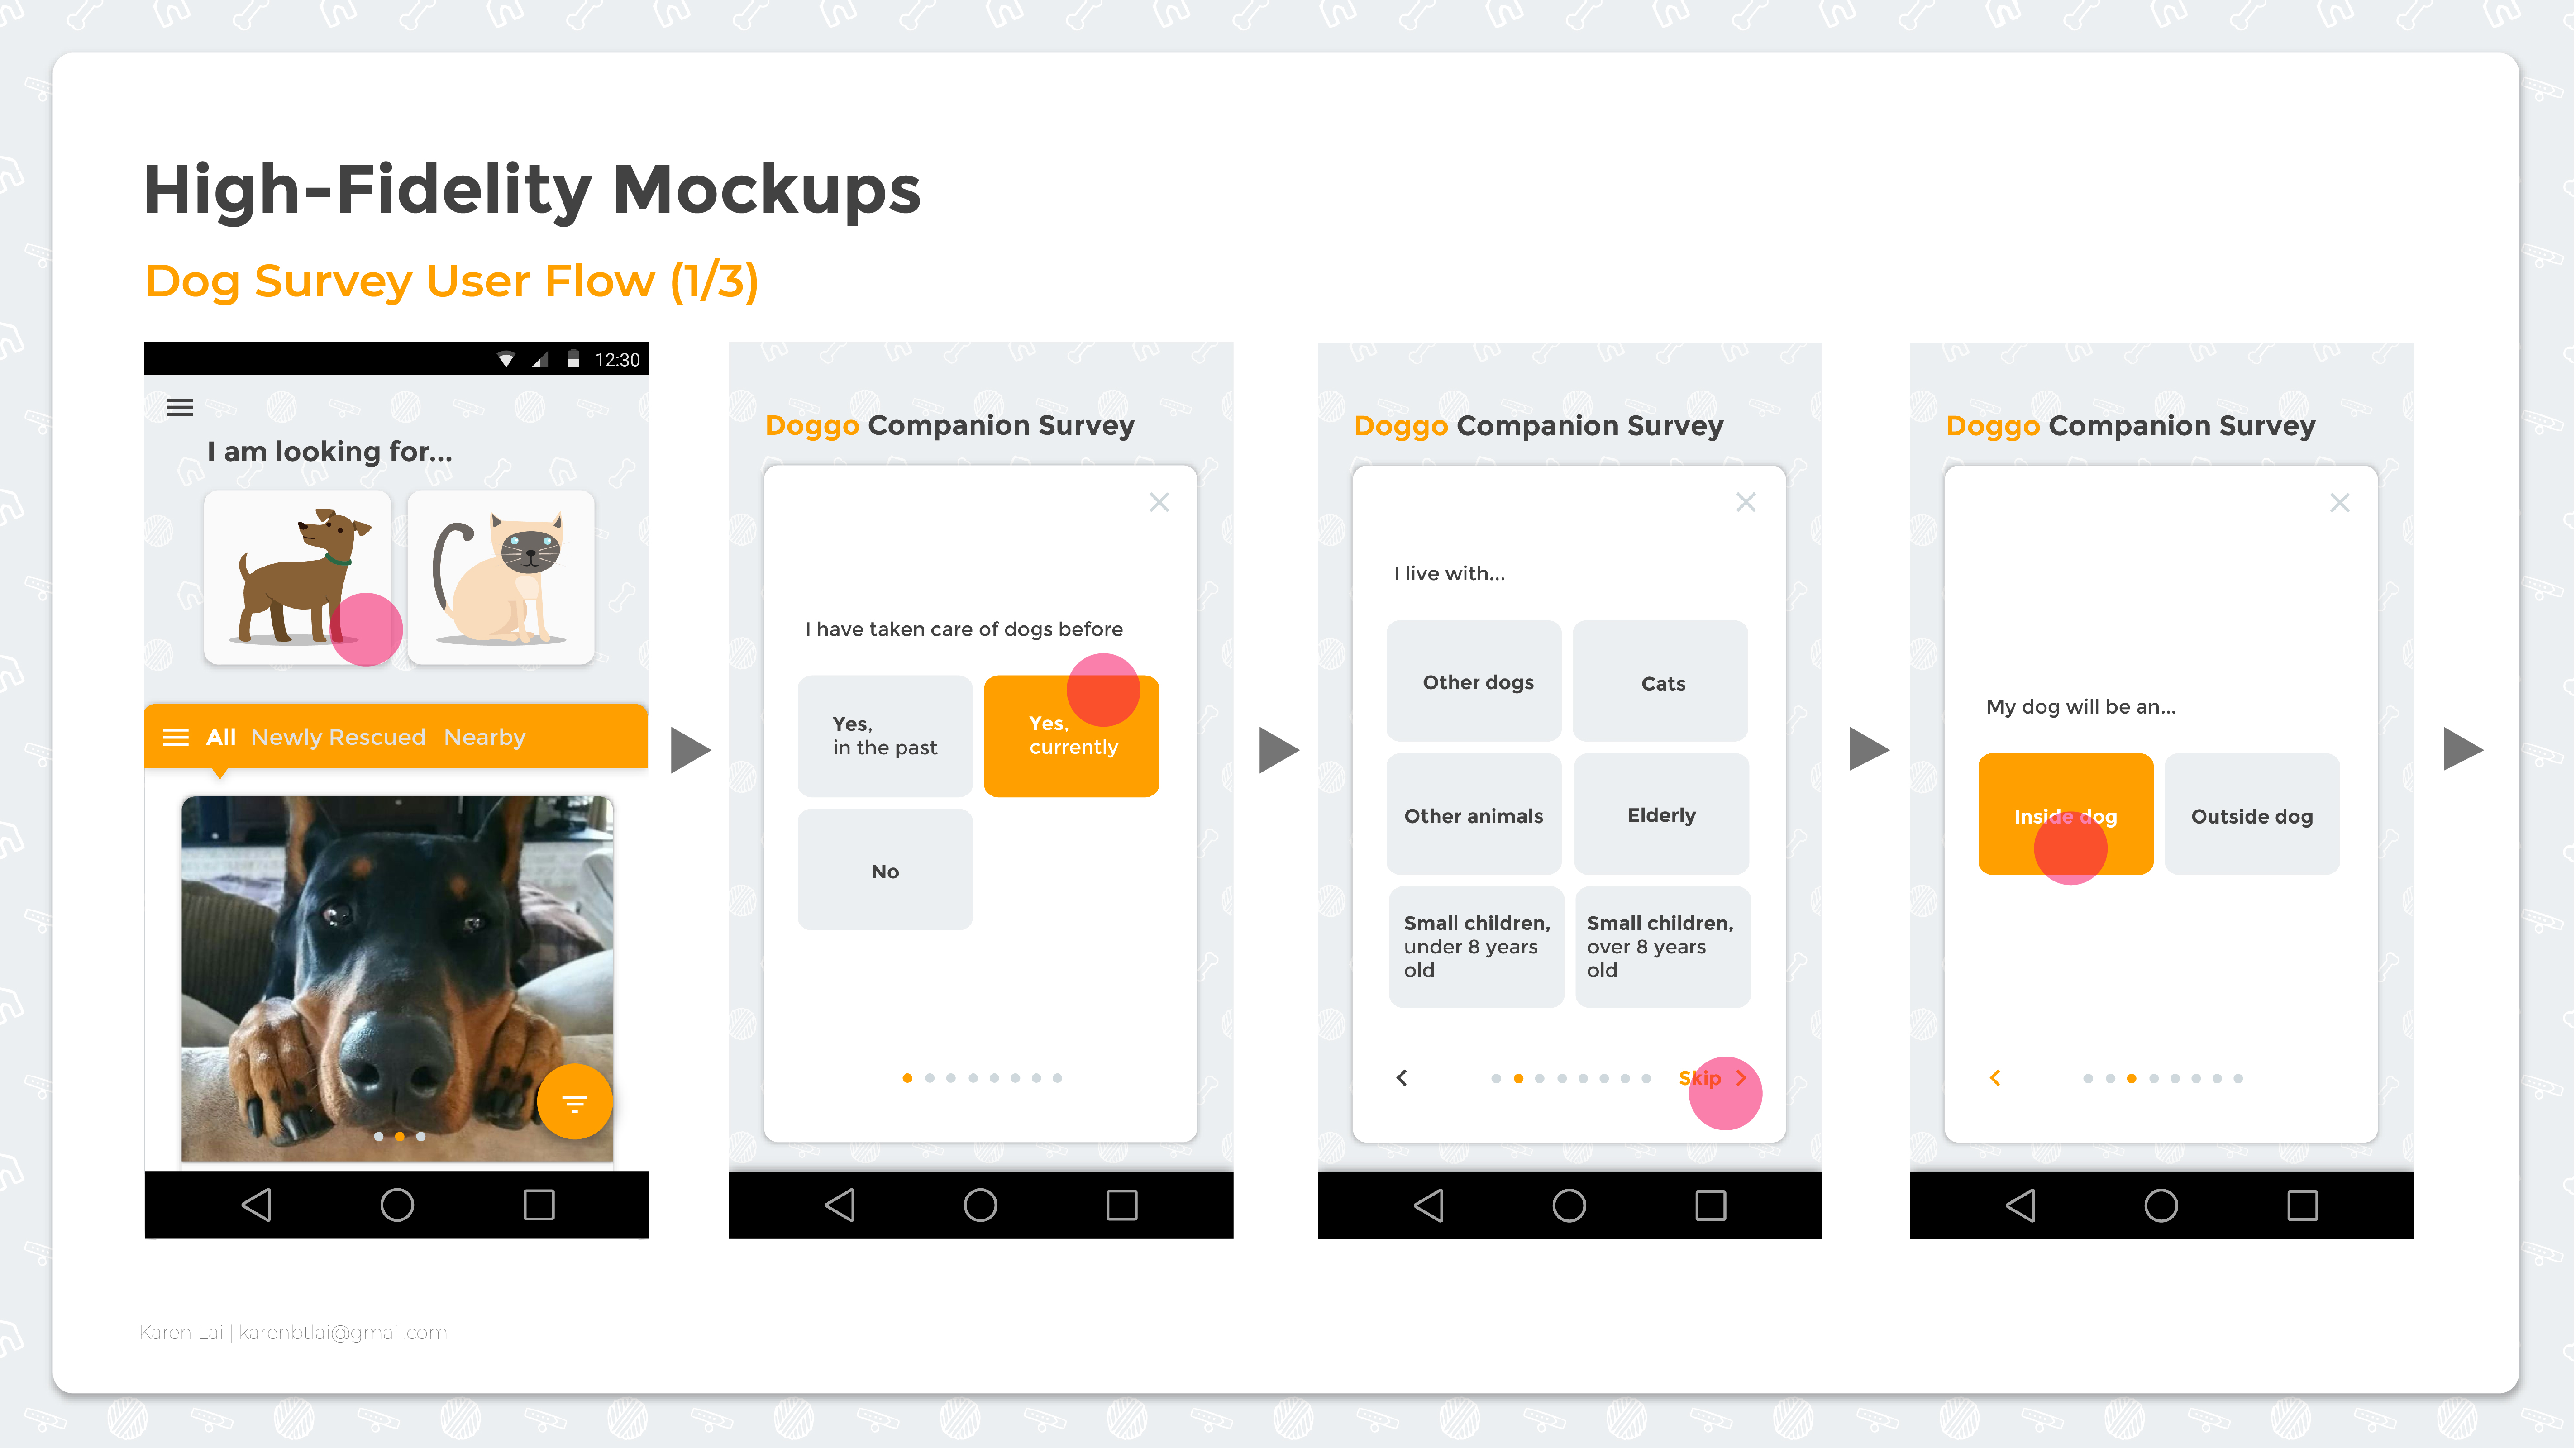 High-Fidelity Mockups
Dog Survey User Flow (1/3)
12:30
I am looking for...
All Newly Rescued Nearby
Doggo Companion Survey
I have taken care of dogs before
Yes,
in the past
Yes,
currently
No
Doggo Companion Survey
I live with...
Other dogs
Cats
Other animals
Elderly
Small children,
under 8 years
old
Small children,
over 8 years
old
Skip
Doggo Companion Survey
My dog will be an...
Inside dog
Outside dog
Karen Lai | karenbtlai@gmail.com